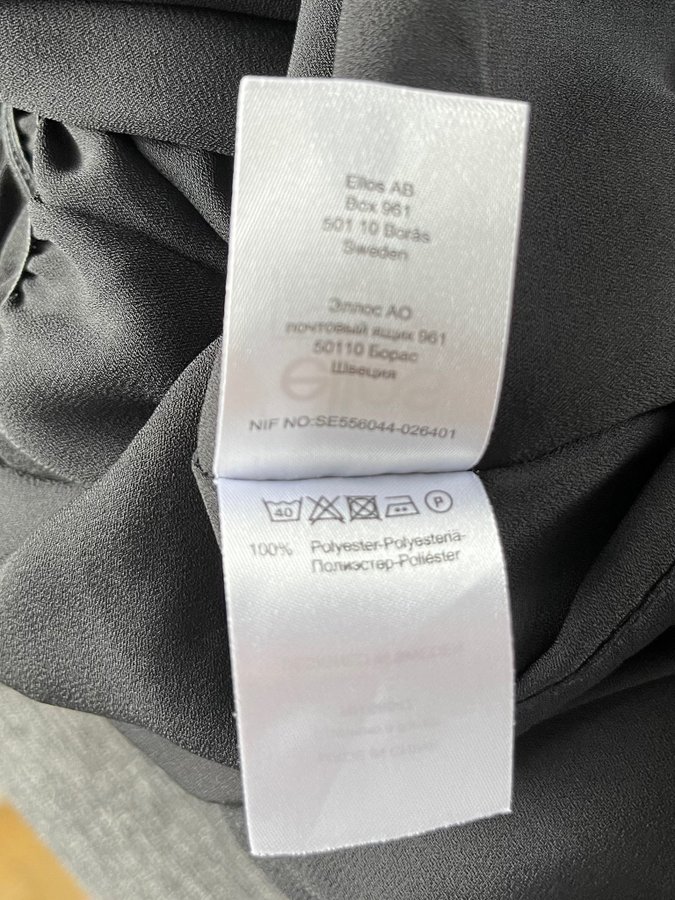 Ellos AB
Box 961
501 10 Borås
Sweden
Эллос АО
почтовый ящик 961
50110 Борас
Швеция
NIF NO:SE556044-026401
40
P
100% Polyester-Polyesteriä-
Полиэстер-Poliéster